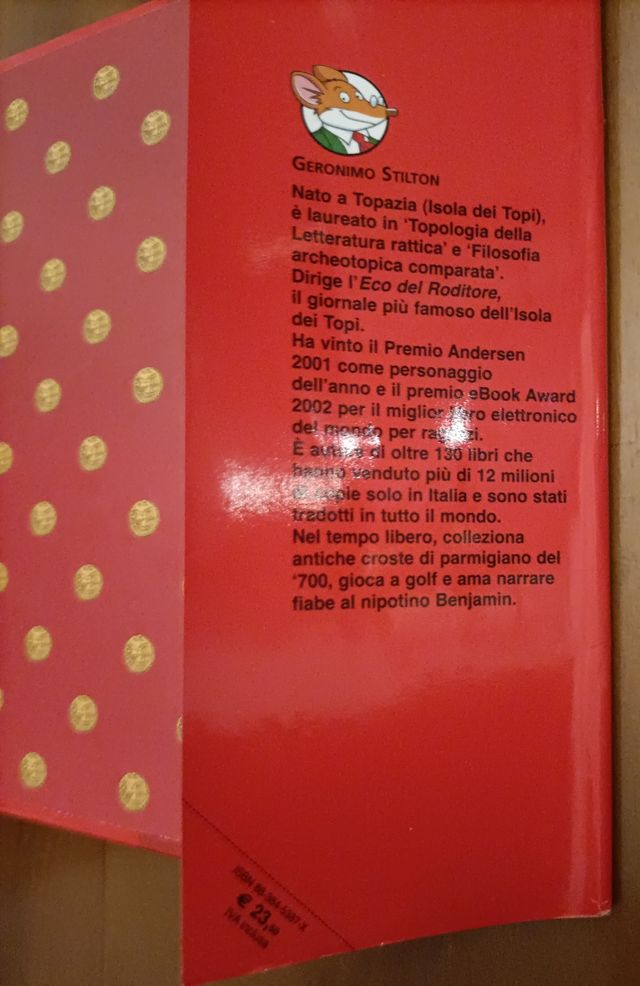 GERONIMO STILTON
Nato a Topazia (Isola dei Topi),
è laureato in 'Topologia della
Letteratura rattica' e 'Filosofia
archeotopica comparata'.
Dirige l'Eco del Roditore,
il giornale più famoso dell'Isola
dei Topi.
Ha vinto il Premio Andersen
2001 come personaggio
dell'anno e il premio eBook Award
2002 per il miglior libro elettronico
del mondo per ragazzi.
È autore di oltre 130 libri che
hanno venduto più di 12 milioni
di copie solo in Italia e sono stati
tradotti in tutto il mondo.
Nel tempo libero, colleziona
antiche croste di parmigiano del
'700, gioca a golf e ama narrare
fiabe al nipotino Benjamin.
ISBN
€ 23,50
IVA inclusa